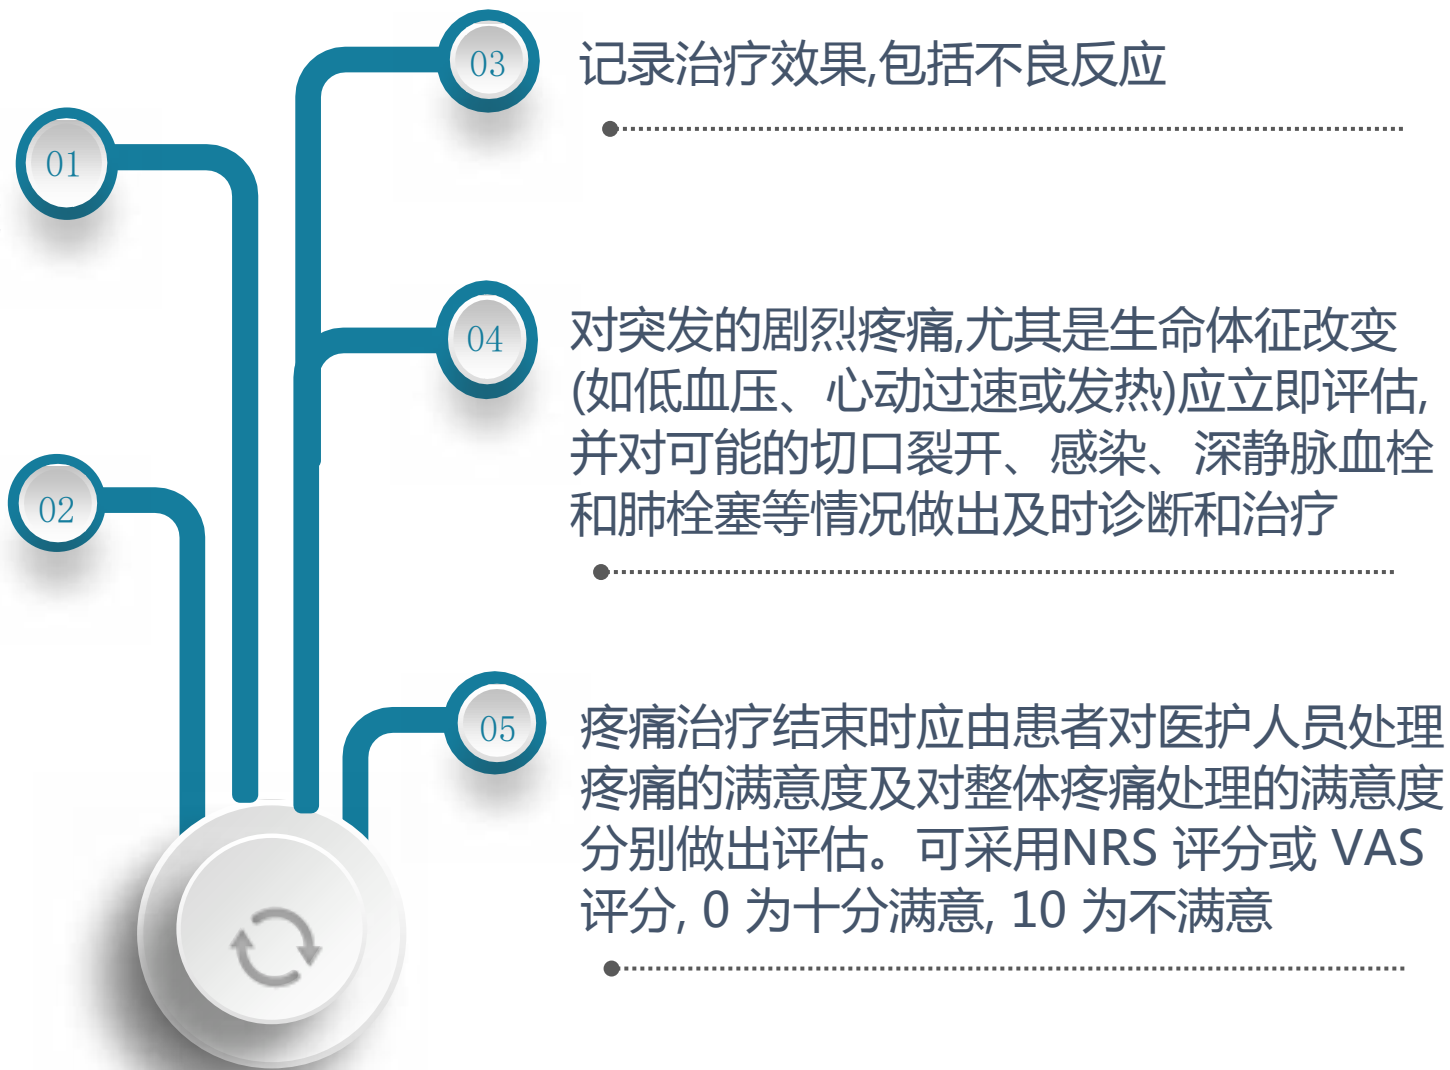 03
记录治疗效果,包括不良反应
01
04
对突发的剧烈疼痛,尤其是生命体征改变
(如低血压、心动过速或发热)应立即评估,
并对可能的切口裂开、感染、深静脉血栓
和肺栓塞等情况做出及时诊断和治疗
02
05
疼痛治疗结束时应由患者对医护人员处理
疼痛的满意度及对整体疼痛处理的满意度
分别做出评估。可采用NRS 评分或 VAS
评分, 0 为十分满意, 10 为不满意